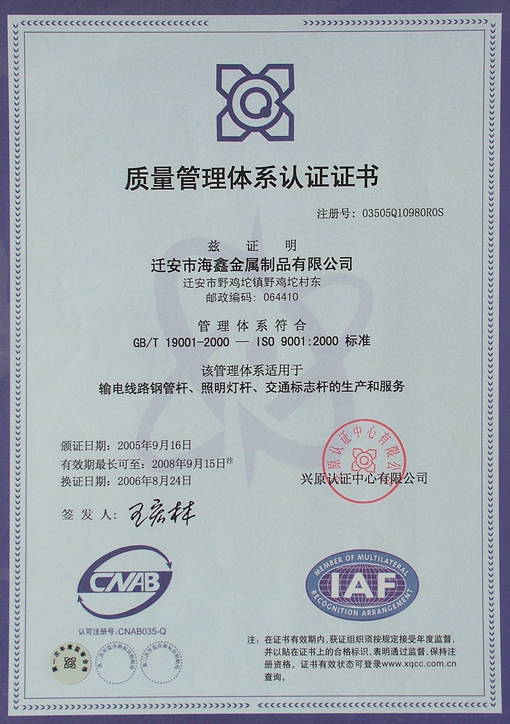 质量管理体系认证证书
注册号：03505Q10980R0S
兹 证 明
迁安市海鑫金属制品有限公司
迁安市野鸡坨镇野鸡坨村东
邮政编码：064410
管 理 体 系 符 合
GB/T 19001-2000 — ISO 9001:2000 标准
该管理体系适用于
输电线路钢管杆、照明灯杆、交通标志杆的生产和服务
颁证日期：2005年9月16日
有效期最长可至：2008年9月15日注
换证日期：2006年8月24日
兴原认证中心有限公司
兴原认证中心有限公司
签 发 人：
CNAB
认可注册号：CNAB035-Q
MEMBER OF MULTILATERAL
IAF
RECOGNITION ARRANGEMENT
注：在证书有效期内，获证组织须按规定接受年度监督，
并以贴在证书上的合格标识，表明通过监督，保持注
册资格。证书有效状态可登录www.xqcc.com.cn
查询。